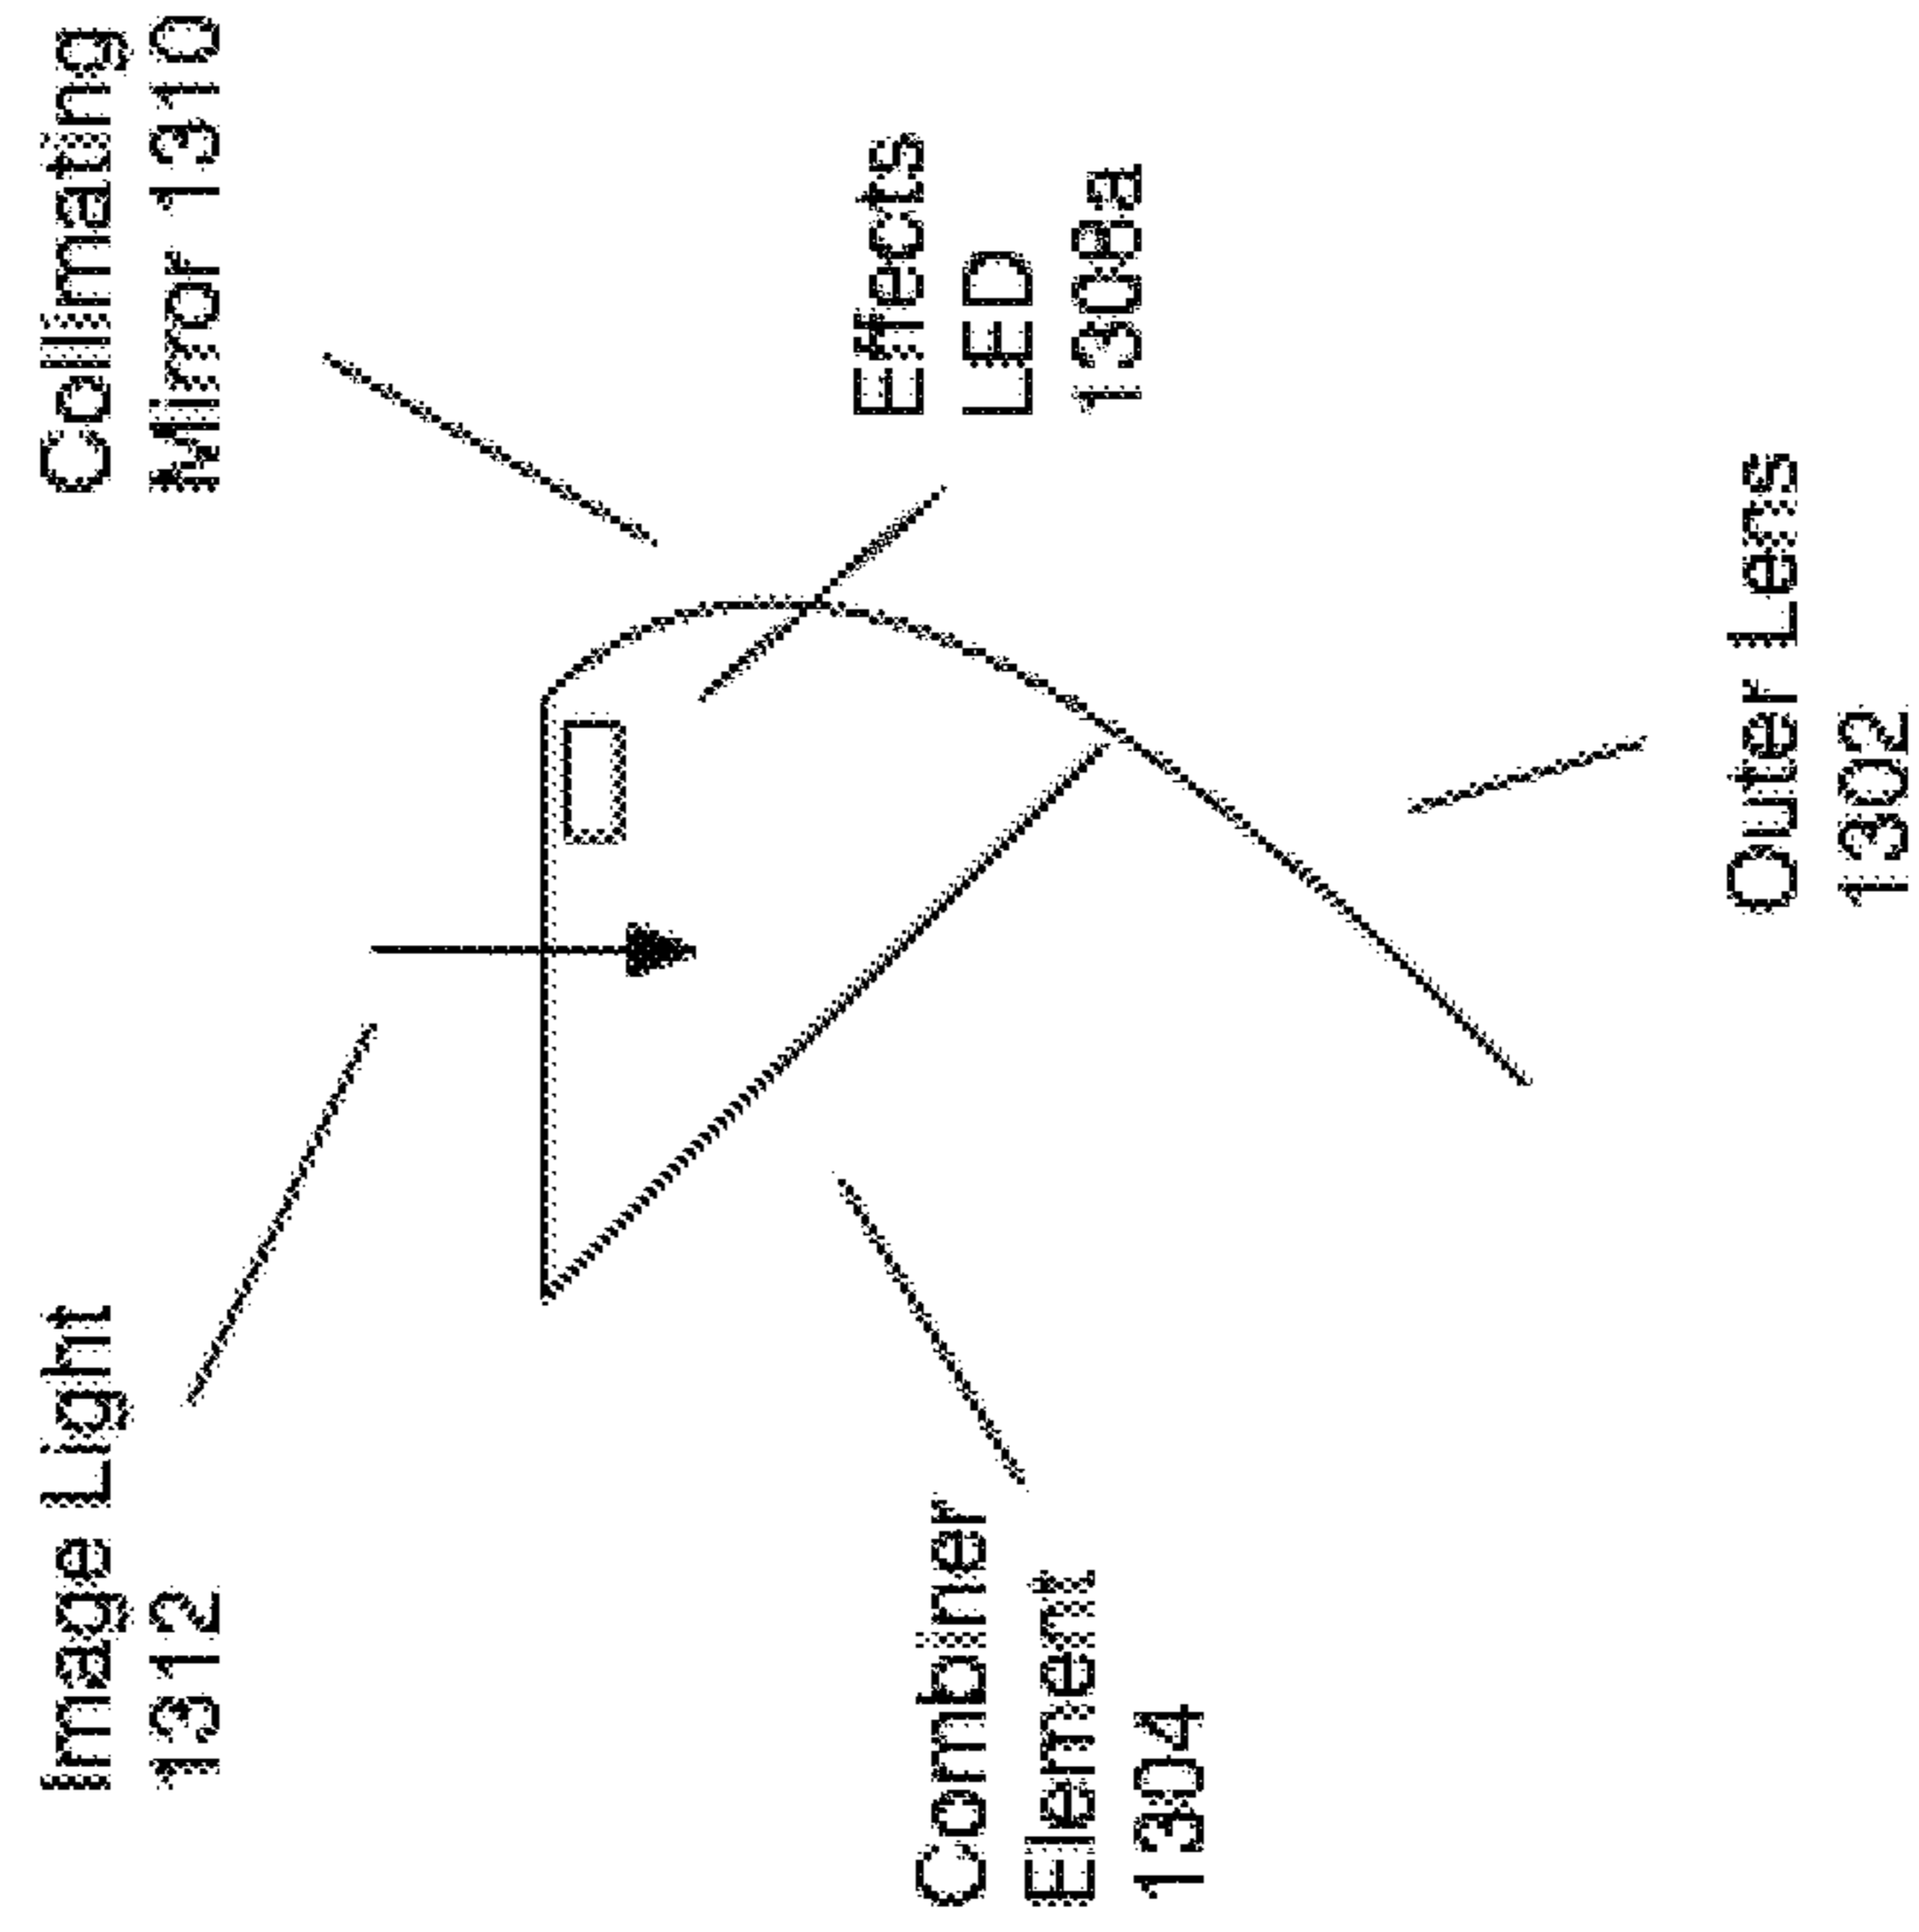 Image Light
1312
Collimating
Mirror 1310
Effects
LED
1308a
Combiner
Element
1304
Outer Lens
1302